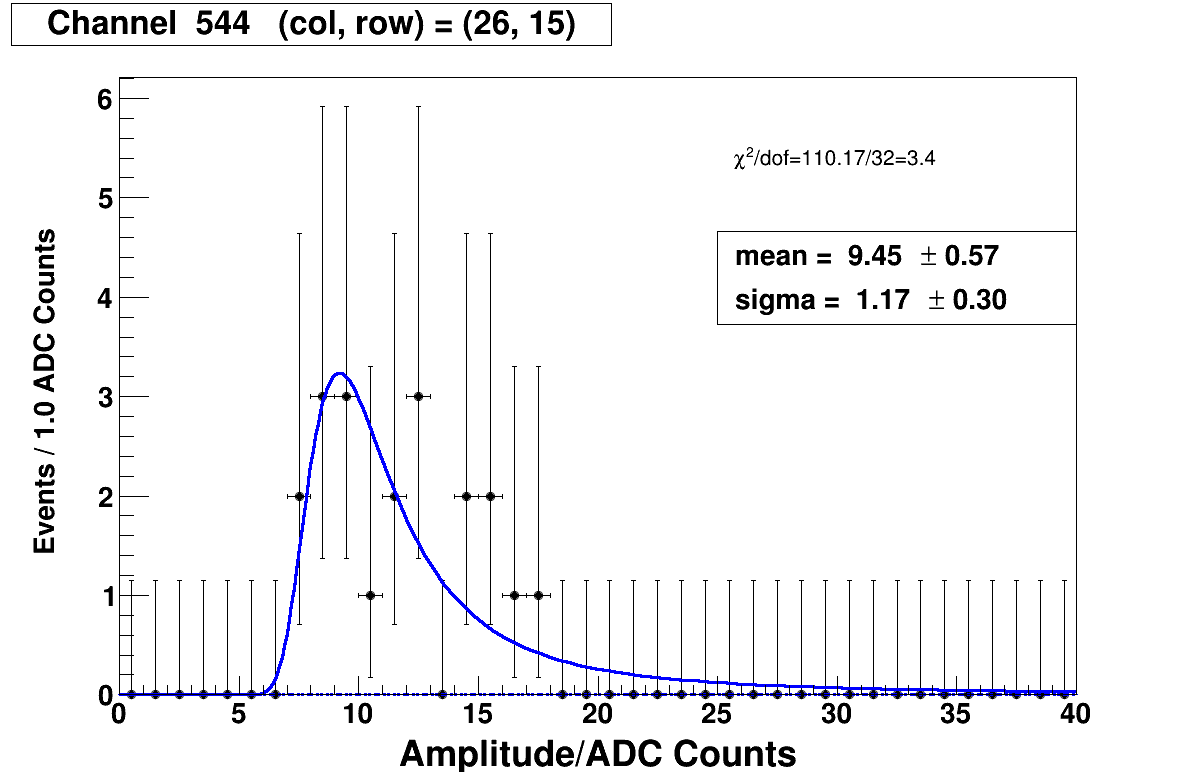 Channel 544 (col, row) = (26, 15)
6
χ²/dof=110.17/32=3.4
5
mean = 9.45 ± 0.57
4
sigma = 1.17 ± 0.30
Events / 1.0 ADC Counts
3
2
1
0
0 5 10 15 20 25 30 35 40
Amplitude/ADC Counts